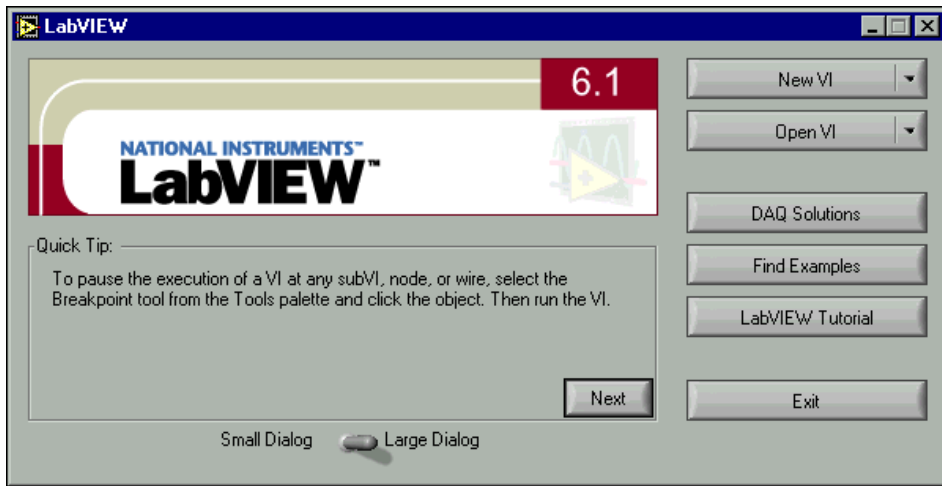 LabVIEW
6.1
NATIONAL INSTRUMENTS™
LabVIEW™
Quick Tip:
To pause the execution of a VI at any subVI, node, or wire, select the
Breakpoint tool from the Tools palette and click the object. Then run the VI.
Next
Small Dialog
Large Dialog
New VI
Open VI
DAQ Solutions
Find Examples
LabVIEW Tutorial
Exit